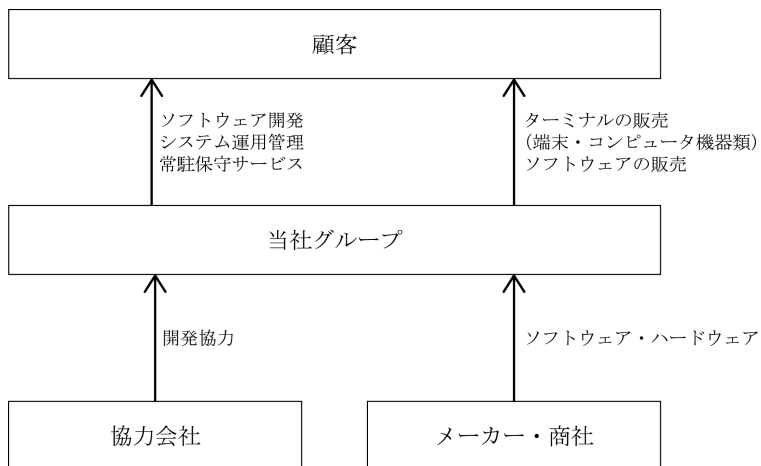 顧客
ソフトウェア開発
システム運用管理
常駐保守サービス
ターミナルの販売
(端末・コンピュータ機器類)
ソフトウェアの販売
当社グループ
開発協力
ソフトウェア・ハードウェア
協力会社
メーカー・商社